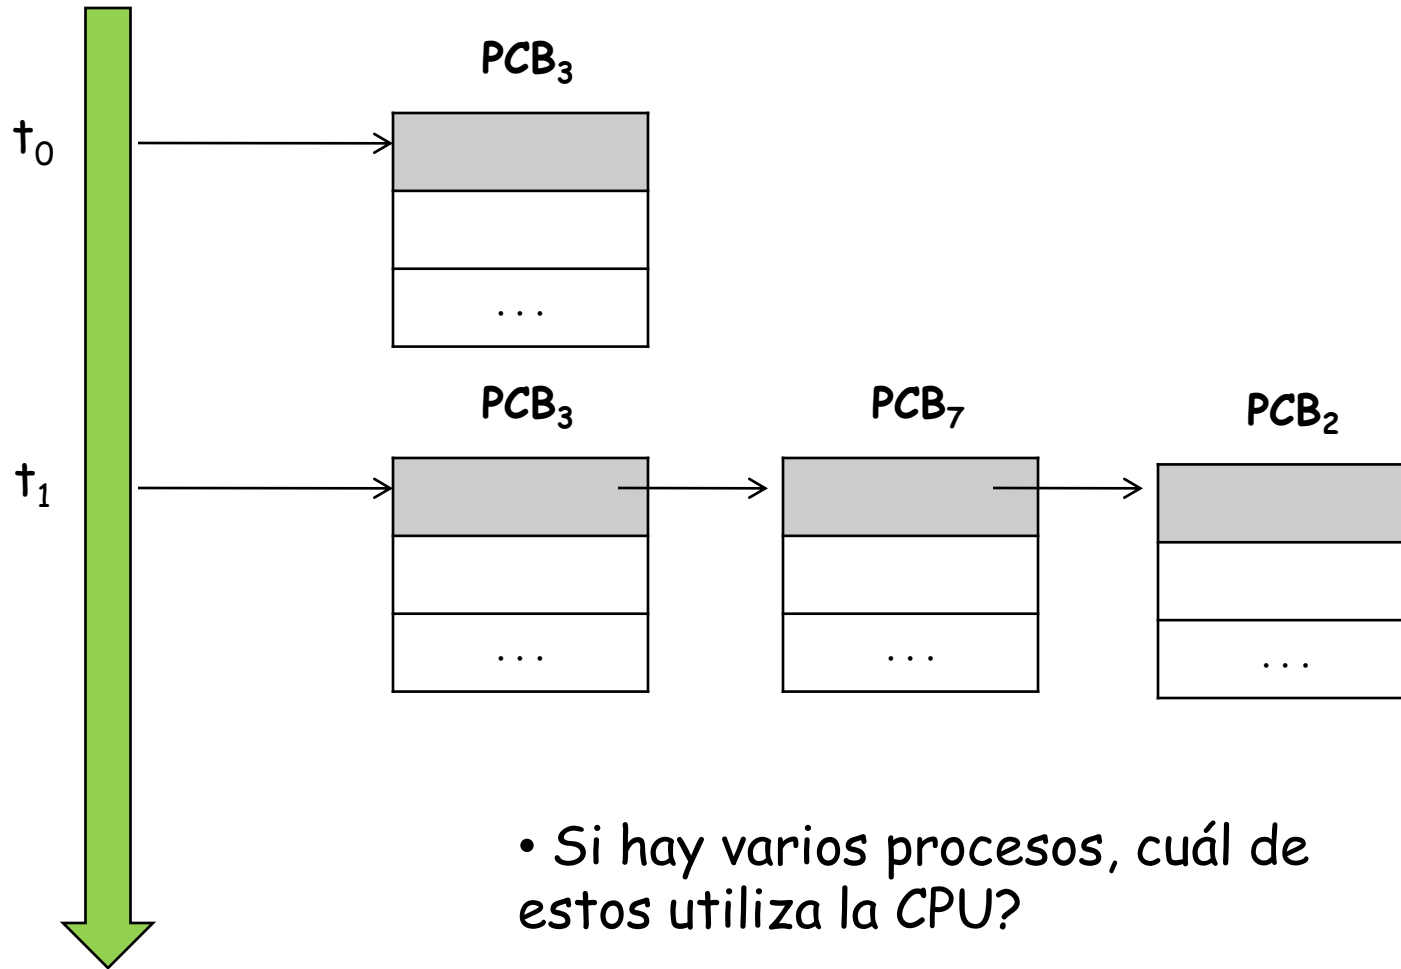 PCB₃
t₀
. . .
PCB₃ PCB₇ PCB₂
t₁
. . . . . . . . .
• Si hay varios procesos, cuál de
estos utiliza la CPU?